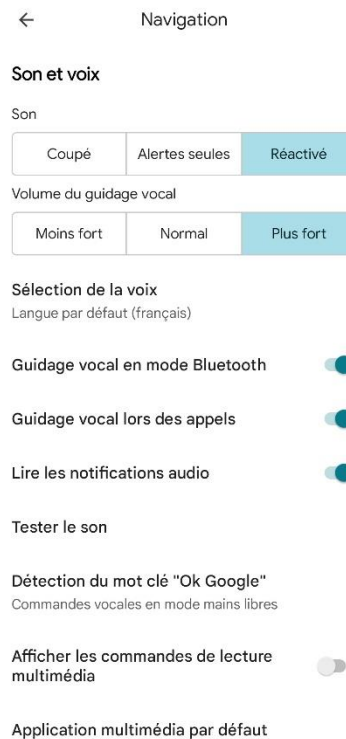 Navigation
Son et voix
Son
Coupé Alertes seules Réactivé
Volume du guidage vocal
Moins fort Normal Plus fort
Sélection de la voix
Langue par défaut (français)
Guidage vocal en mode Bluetooth
Guidage vocal lors des appels
Lire les notifications audio
Tester le son
Détection du mot clé "Ok Google"
Commandes vocales en mode mains libres
Afficher les commandes de lecture
multimédia
Application multimédia par défaut